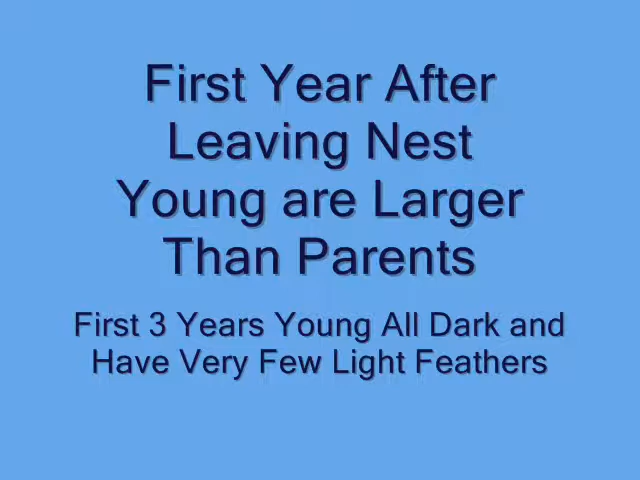 First Year After
Leaving Nest
Young are Larger
Than Parents
First 3 Years Young All Dark and
Have Very Few Light Feathers